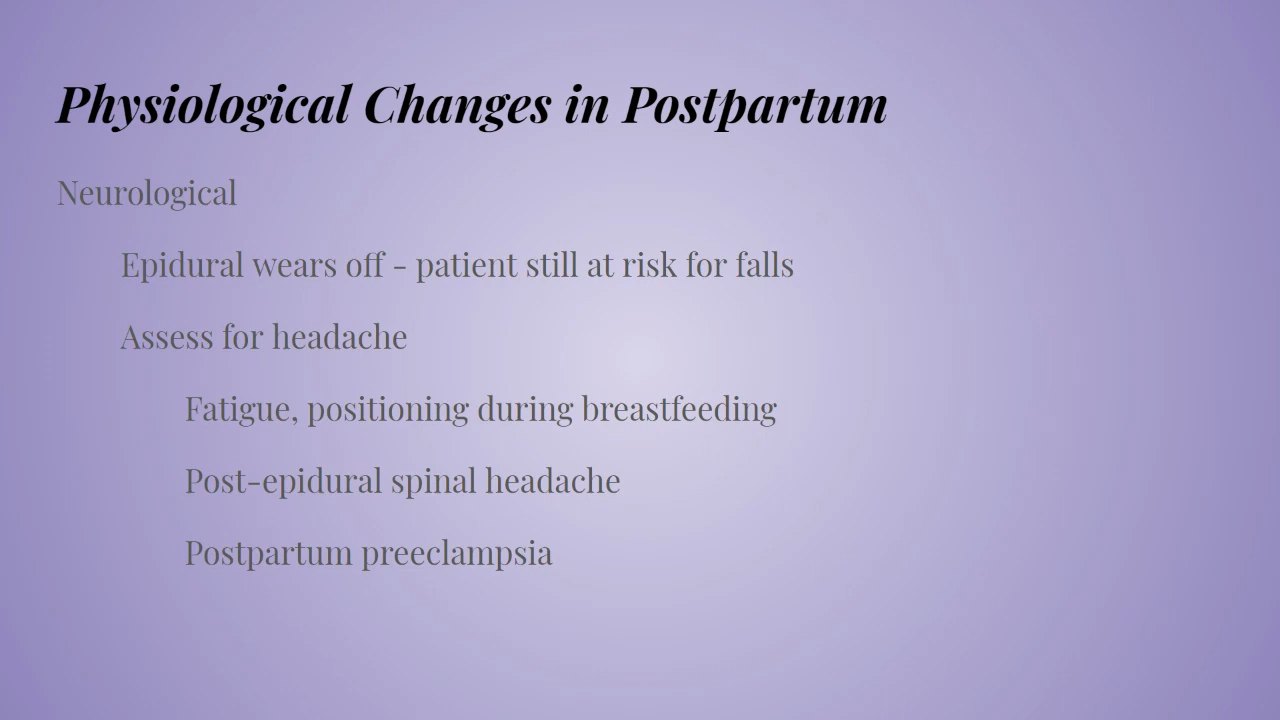 Physiological Changes in Postpartum
Neurological
Epidural wears off - patient still at risk for falls
Assess for headache
Fatigue, positioning during breastfeeding
Post-epidural spinal headache
Postpartum preeclampsia